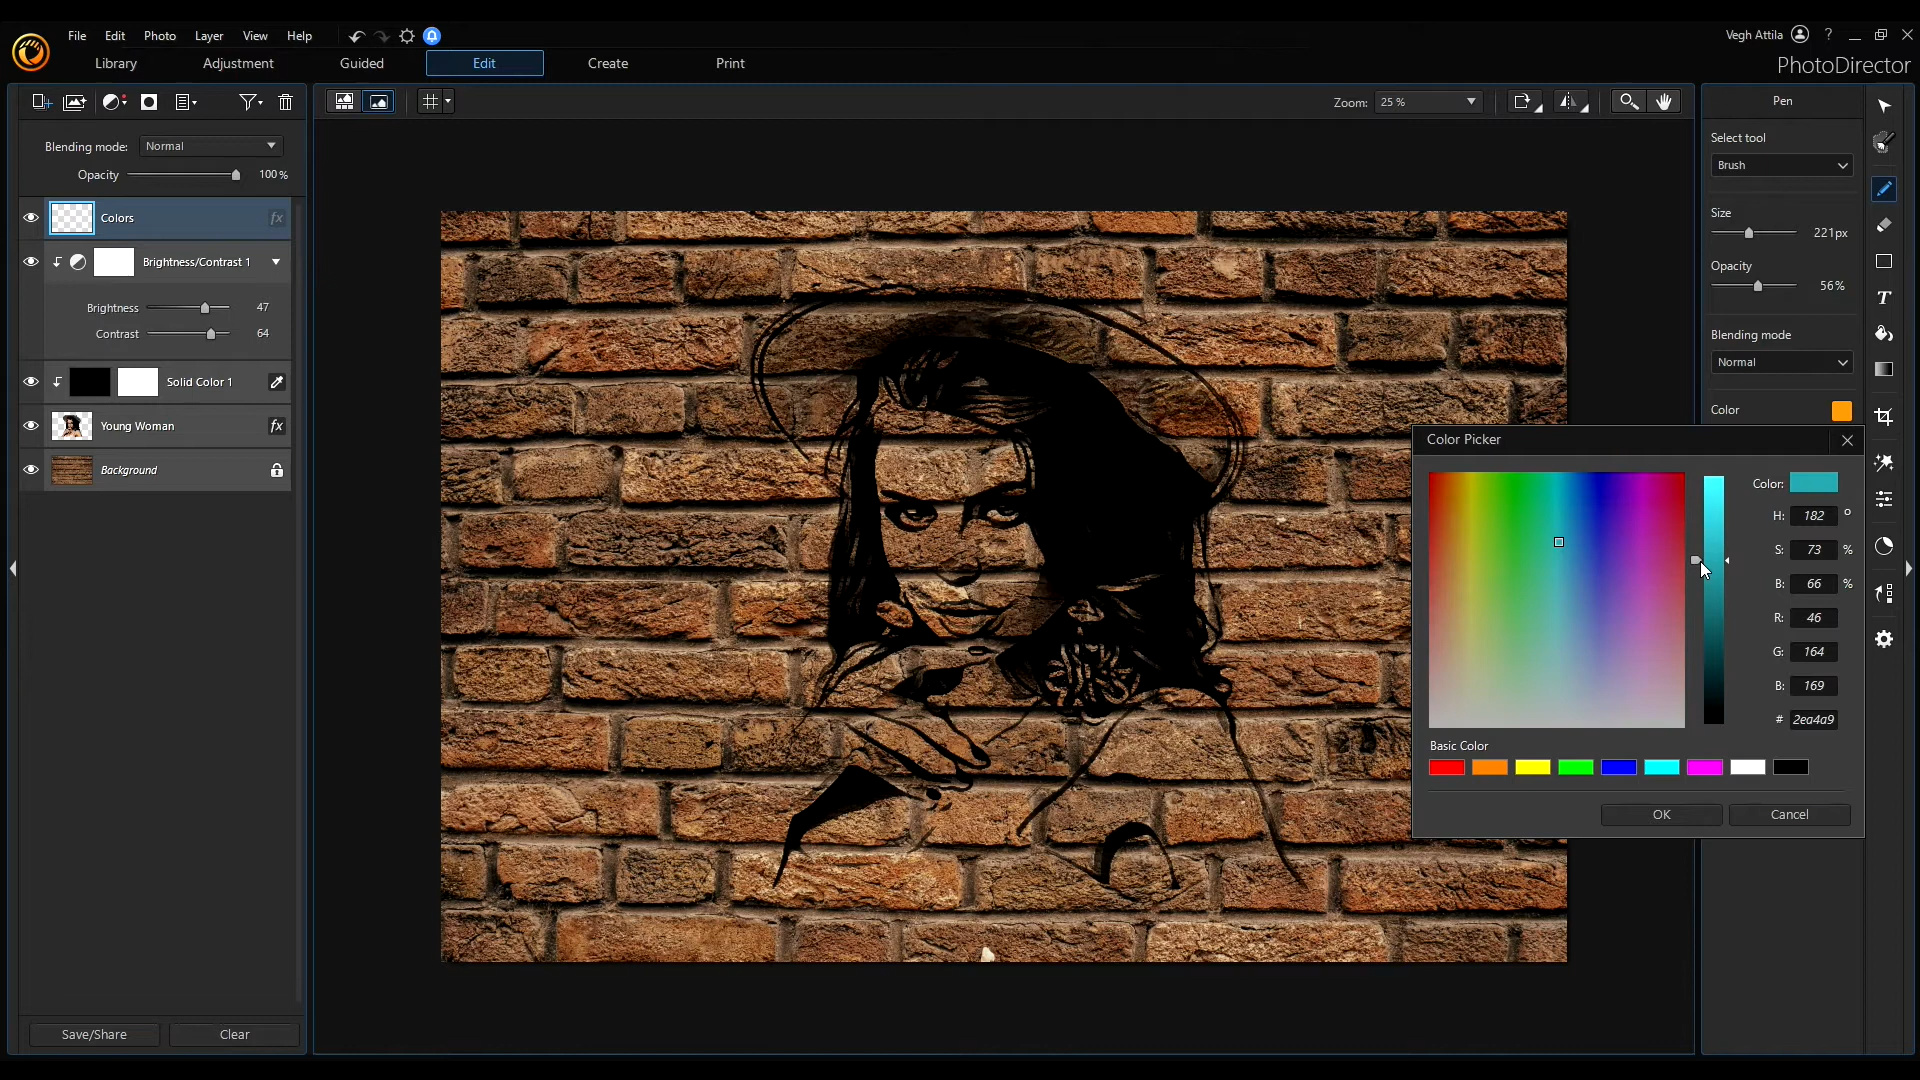 File Edit Photo Layer View Help
Vegh Attila ?
Library Adjustment Guided Edit Create Print
PhotoDirector
Zoom: 25 %
Pen
Blending mode: Normal
Opacity 100 %
Colors fx
Brightness/Contrast 1
Brightness 47
Contrast 64
Solid Color 1
Young Woman fx
Background
Select tool
Brush
Size
221px
Opacity
56%
Blending mode
Normal
Color
T
Color Picker
Color:
H: 182 °
S: 73 %
B: 66 %
R: 46
G: 164
B: 169
# 2ea4a9
Basic Color
OK Cancel
Save/Share Clear